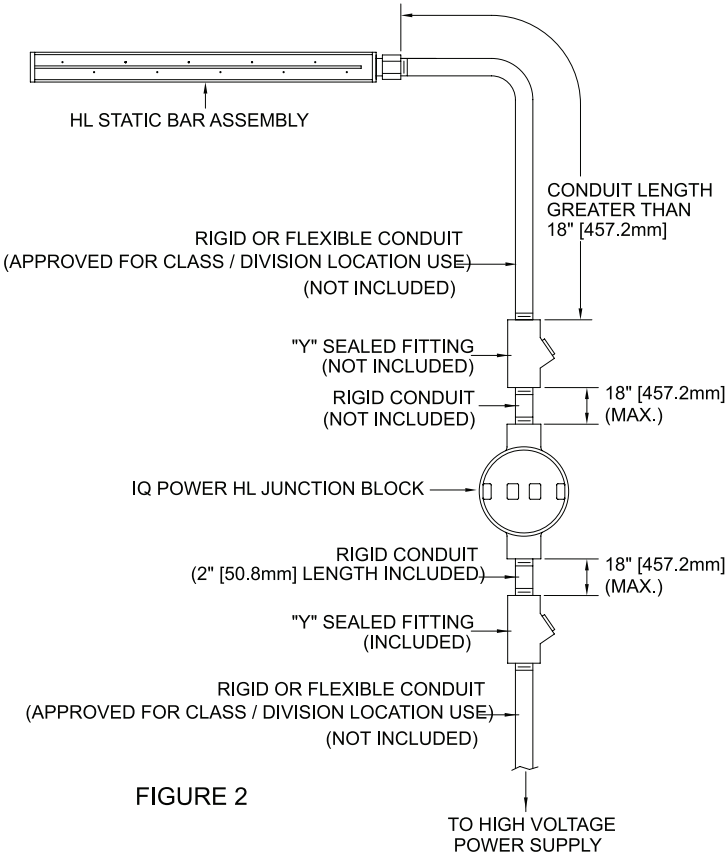 HL STATIC BAR ASSEMBLY
CONDUIT LENGTH
GREATER THAN
18" [457.2mm]
RIGID OR FLEXIBLE CONDUIT
(APPROVED FOR CLASS / DIVISION LOCATION USE)
(NOT INCLUDED)
"Y" SEALED FITTING
(NOT INCLUDED)
RIGID CONDUIT
(NOT INCLUDED)
18" [457.2mm]
(MAX.)
IQ POWER HL JUNCTION BLOCK
RIGID CONDUIT
(2" [50.8mm] LENGTH INCLUDED)
18" [457.2mm]
(MAX.)
"Y" SEALED FITTING
(INCLUDED)
RIGID OR FLEXIBLE CONDUIT
(APPROVED FOR CLASS / DIVISION LOCATION USE)
(NOT INCLUDED)
FIGURE 2
TO HIGH VOLTAGE
POWER SUPPLY